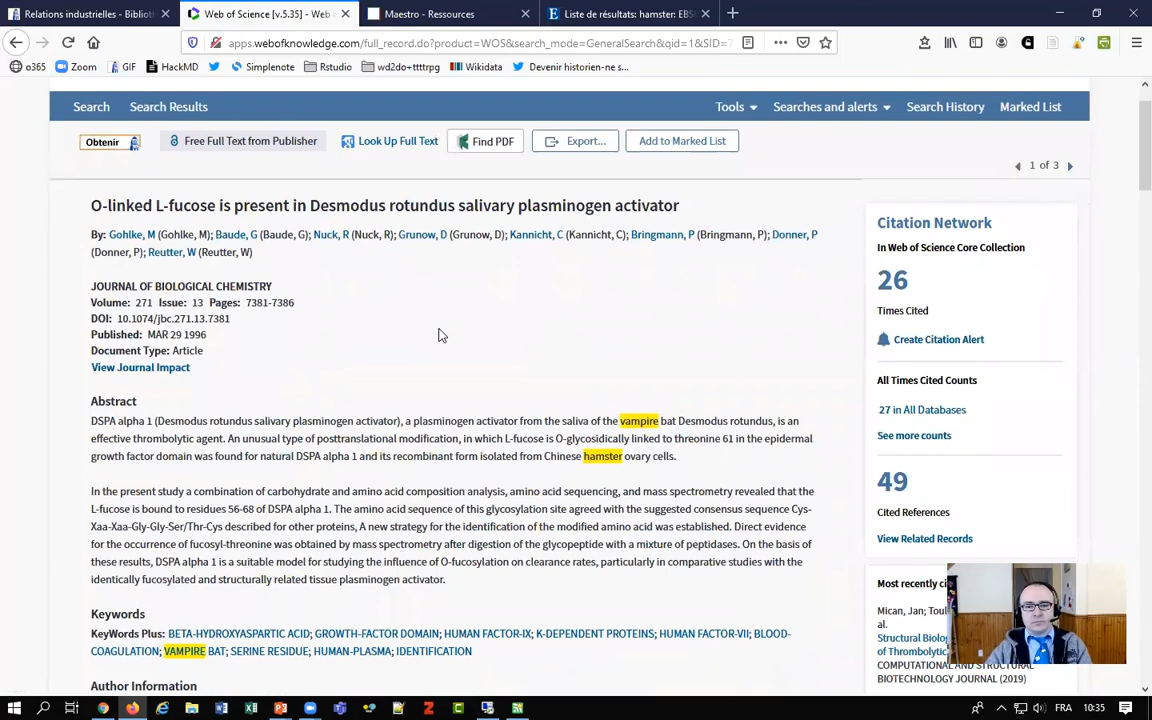 Relations industrielles - Bibliot
Web of Science [v.5.35] - Web
Maestro - Ressources
Liste de résultats: hamster: EBSC
apps.webofknowledge.com/full_record.do?product=WOS&search_mode=GeneralSearch&qid=1&SID=7
o365 Zoom GIF HackMD Simplenote Rstudio wd2do+ttttrpg Wikidata Devenir historien-ne s...
Search Search Results Tools Searches and alerts Search History Marked List
Obtenir Free Full Text from Publisher Look Up Full Text Find PDF Export... Add to Marked List
1 of 3
O-linked L-fucose is present in Desmodus rotundus salivary plasminogen activator
By: Gohlke, M (Gohlke, M); Baude, G (Baude, G); Nuck, R (Nuck, R); Grunow, D (Grunow, D); Kannicht, C (Kannicht, C); Bringmann, P (Bringmann, P); Donner, P
(Donner, P); Reutter, W (Reutter, W)
JOURNAL OF BIOLOGICAL CHEMISTRY
Volume: 271 Issue: 13 Pages: 7381-7386
DOI: 10.1074/jbc.271.13.7381
Published: MAR 29 1996
Document Type: Article
View Journal Impact
Abstract
DSPA alpha 1 (Desmodus rotundus salivary plasminogen activator), a plasminogen activator from the saliva of the vampire bat Desmodus rotundus, is an
effective thrombolytic agent. An unusual type of posttranslational modification, in which L-fucose is O-glycosidically linked to threonine 61 in the epidermal
growth factor domain was found for natural DSPA alpha 1 and its recombinant form isolated from Chinese hamster ovary cells.
In the present study a combination of carbohydrate and amino acid composition analysis, amino acid sequencing, and mass spectrometry revealed that the
L-fucose is bound to residues 56-68 of DSPA alpha 1. The amino acid sequence of this glycosylation site agreed with the suggested consensus sequence Cys-
Xaa-Xaa-Gly-Gly-Ser/Thr-Cys described for other proteins, A new strategy for the identification of the modified amino acid was established. Direct evidence
for the occurrence of fucosyl-threonine was obtained by mass spectrometry after digestion of the glycopeptide with a mixture of peptidases. On the basis of
these results, DSPA alpha 1 is a suitable model for studying the influence of O-fucosylation on clearance rates, particularly in comparative studies with the
identically fucosylated and structurally related tissue plasminogen activator.
Keywords
KeyWords Plus: BETA-HYDROXYASPARTIC ACID; GROWTH-FACTOR DOMAIN; HUMAN FACTOR-IX; K-DEPENDENT PROTEINS; HUMAN FACTOR-VII; BLOOD-
COAGULATION; VAMPIRE BAT; SERINE RESIDUE; HUMAN-PLASMA; IDENTIFICATION
Author Information
Citation Network
In Web of Science Core Collection
26
Times Cited
Create Citation Alert
All Times Cited Counts
27 in All Databases
See more counts
49
Cited References
View Related Records
Most recently ci
Mican, Jan; Toul
al.
Structural Biolog
of Thrombolytic
COMPUTATIONAL AND STRUCTURAL
BIOTECHNOLOGY JOURNAL (2019)
FRA 10:35